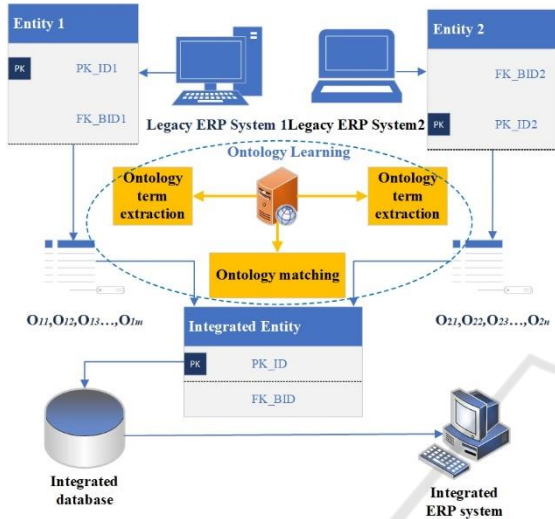 Entity 1
PK
PK_ID1
FK_BID1
Entity 2
FK_BID2
PK
PK_ID2
Legacy ERP System 1
Legacy ERP System2
Ontology Learning
Ontology
term
extraction
Ontology
term
extraction
Ontology matching
O11,O12,O13...,O1m
O21,O22,O23...,O2n
Integrated Entity
PK
PK_ID
FK_BID
Integrated
database
Integrated
ERP system